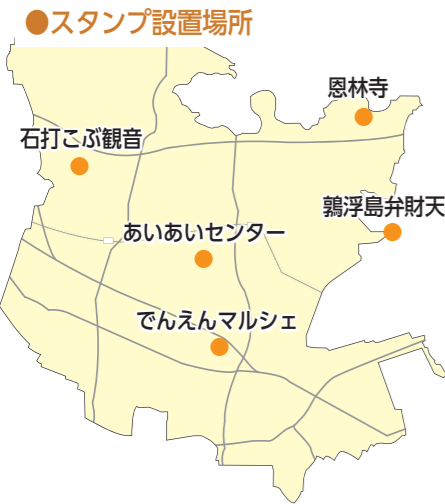 ●スタンプ設置場所
恩林寺
石打こぶ観音
鶉浮島弁財天
あいあいセンター
でんえんマルシェ